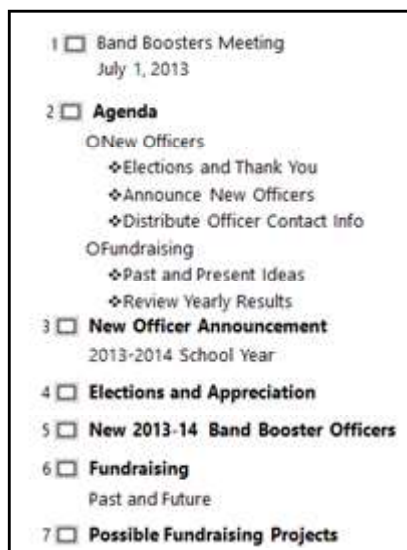 1 Band Boosters Meeting
July 1, 2013
2 Agenda
○New Officers
❖Elections and Thank You
❖Announce New Officers
❖Distribute Officer Contact Info
○Fundraising
❖Past and Present Ideas
❖Review Yearly Results
3 New Officer Announcement
2013-2014 School Year
4 Elections and Appreciation
5 New 2013-14 Band Booster Officers
6 Fundraising
Past and Future
7 Possible Fundraising Projects